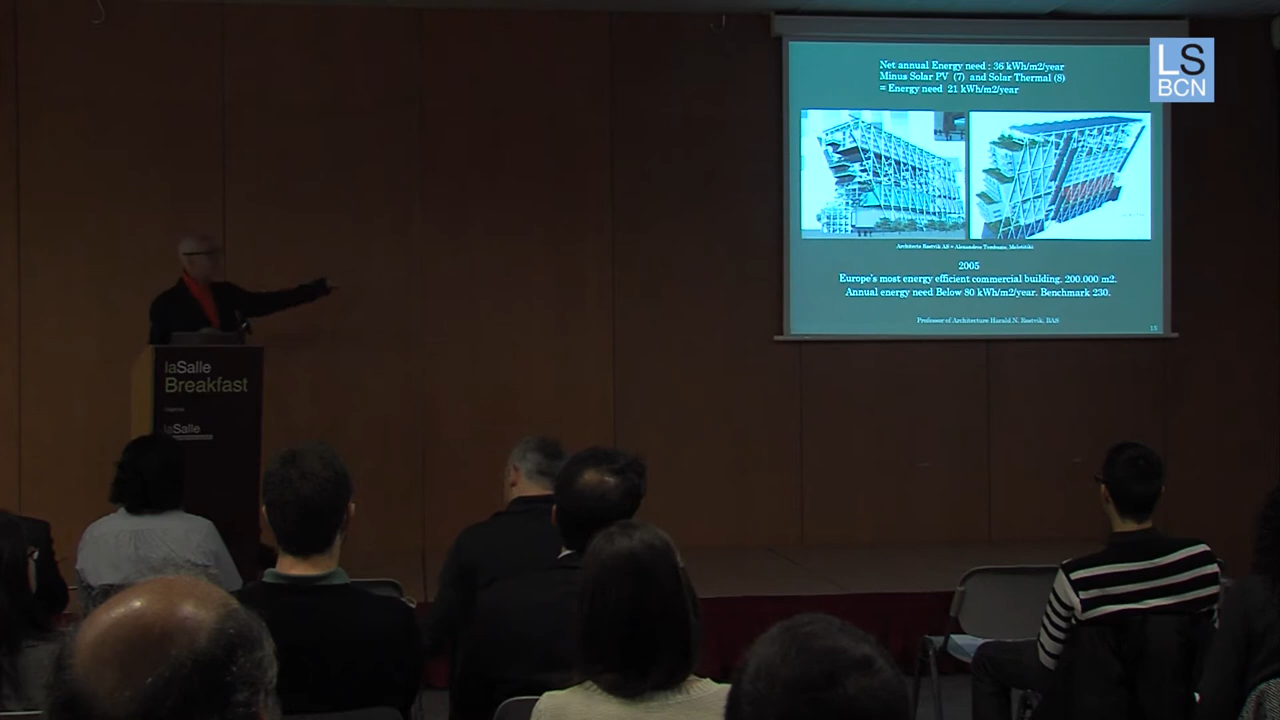 Net annual Energy need : 36 kWh/m2/year
Minus Solar PV (7) and Solar Thermal (8)
= Energy need 21 kWh/m2/year
LS
BCN
2005
Europe's most energy efficient commercial building. 200.000 m2.
Annual energy need Below 80 kWh/m2/year. Benchmark 230.
Professor of Architecture Harald N. Røstvik, BAS
13
laSalle
Breakfast
laSalle